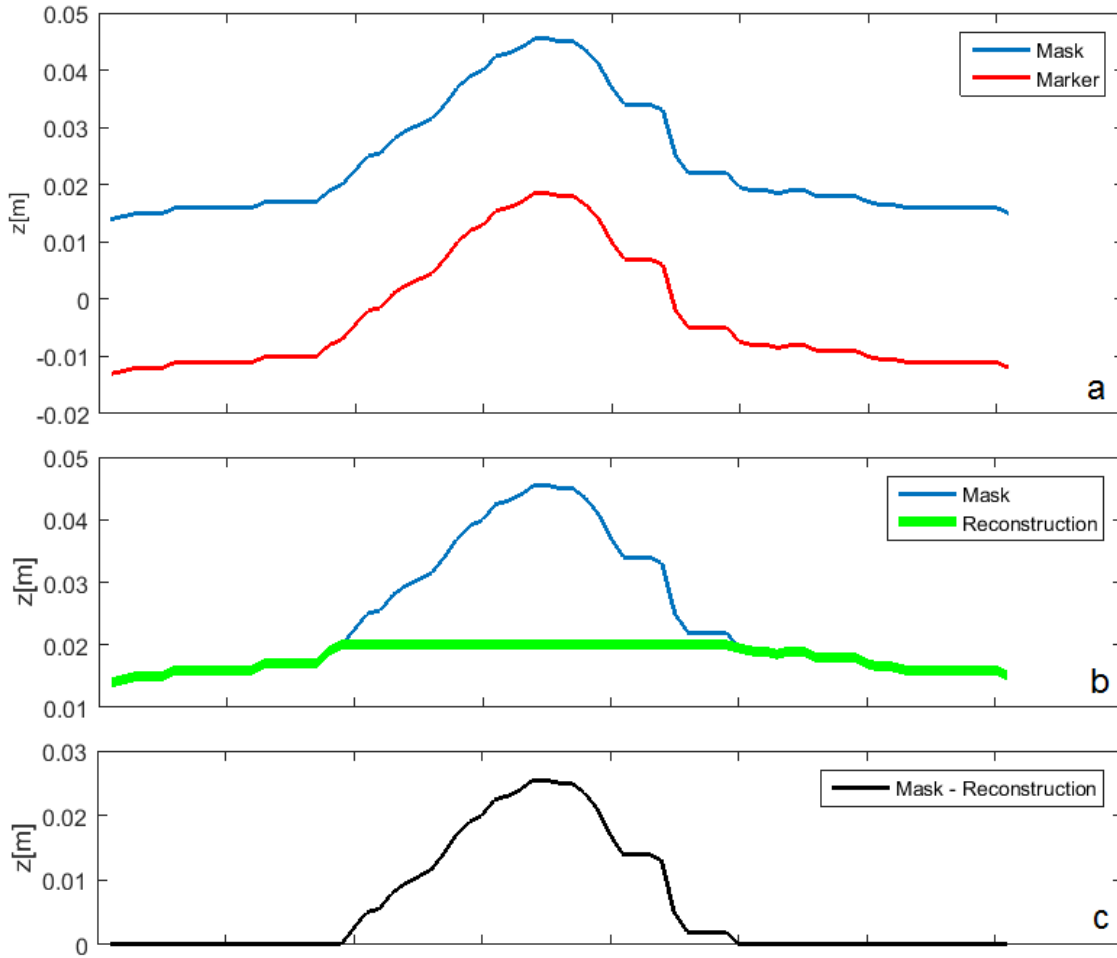 0.05
0.04
0.03
0.02
0.01
0
-0.01
-0.02
z[m]
Mask
Marker
a
0.05
0.04
0.03
0.02
0.01
z[m]
Mask
Reconstruction
b
0.03
0.02
0.01
0
z[m]
Mask - Reconstruction
c